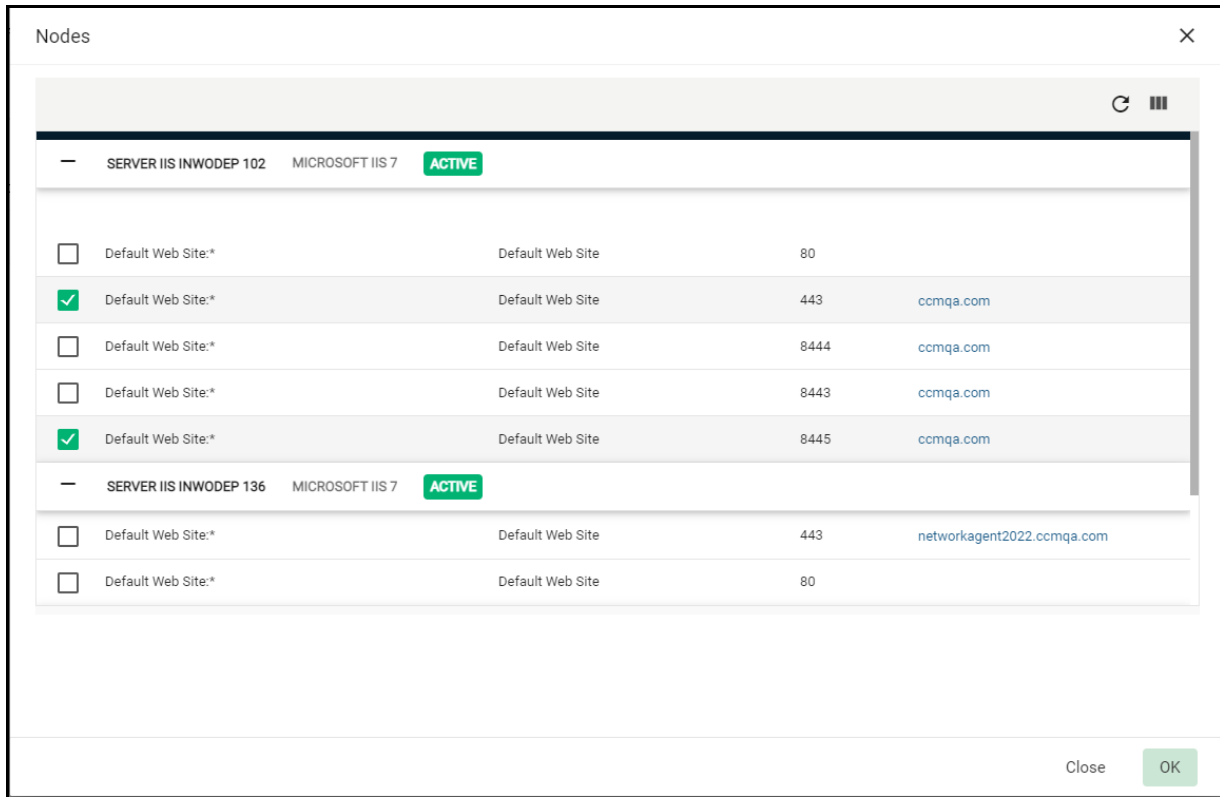 Nodes
SERVER IIS INWODEP 102 MICROSOFT IIS 7 ACTIVE
Default Web Site:* Default Web Site 80
Default Web Site:* Default Web Site 443 ccmqa.com
Default Web Site:* Default Web Site 8444 ccmqa.com
Default Web Site:* Default Web Site 8443 ccmqa.com
Default Web Site:* Default Web Site 8445 ccmqa.com
SERVER IIS INWODEP 136 MICROSOFT IIS 7 ACTIVE
Default Web Site:* Default Web Site 443 networkagent2022.ccmqa.com
Default Web Site:* Default Web Site 80
Close OK